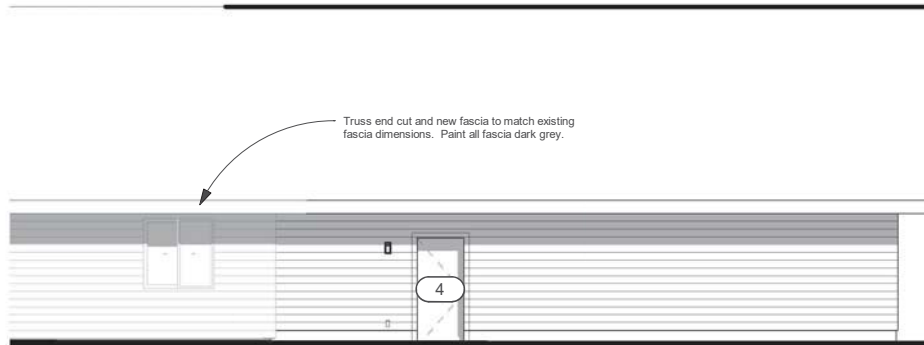 Truss end cut and new fascia to match existing
fascia dimensions. Paint all fascia dark grey.
4